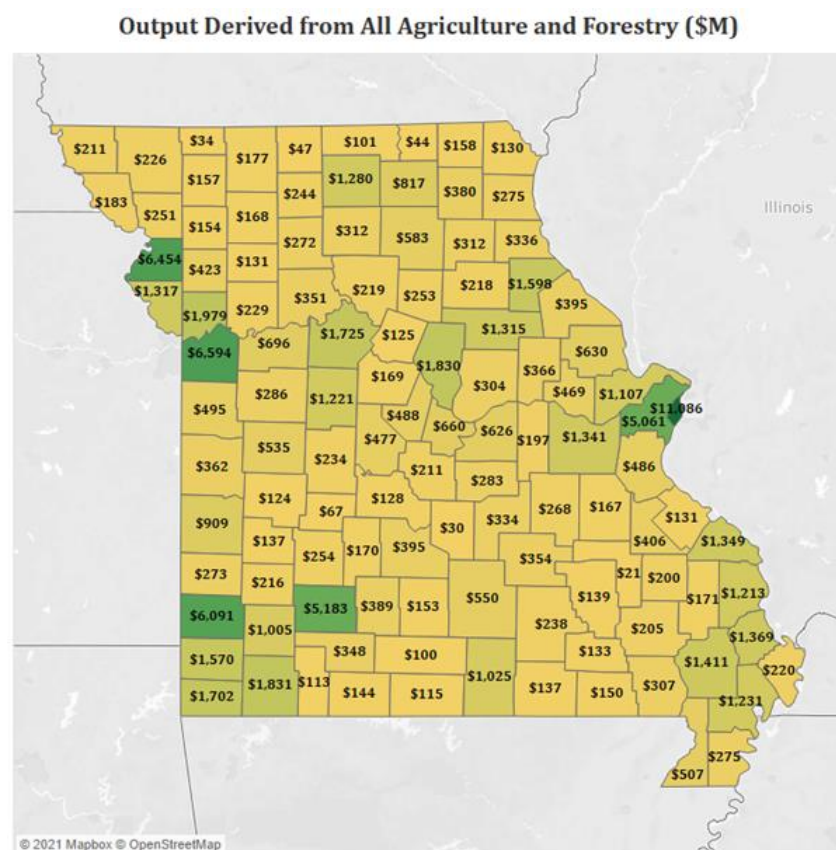 Output Derived from All Agriculture and Forestry ($M)
$211 $226 $34 $177 $47 $101 $44 $158 $130
$183 $251 $157 $244 $1,280 $817 $380 $275
Illinois
$154 $168 $272 $312 $583 $312 $336
$6,454 $423 $131
$1,317 $1,979 $229 $351 $219 $253 $218 $1,598 $395
$6,594 $696 $1,725 $125 $1,830 $1,315 $630
$495 $286 $1,221 $169 $304 $366 $469 $1,107 $11,086
$488 $5,061
$362 $535 $234 $477 $660 $626 $197 $1,341 $486
$211 $283
$909 $124 $67 $128 $30 $334 $268 $167 $131
$137 $254 $170 $395 $354 $406 $1,349
$273 $216 $21 $200 $171 $1,213
$6,091 $1,005 $5,183 $389 $153 $550 $238 $139 $205 $1,369
$1,570 $348 $100 $133 $1,411 $220
$1,702 $1,831 $113 $144 $115 $1,025 $137 $150 $307 $1,231
$507 $275
© 2021 Mapbox © OpenStreetMap